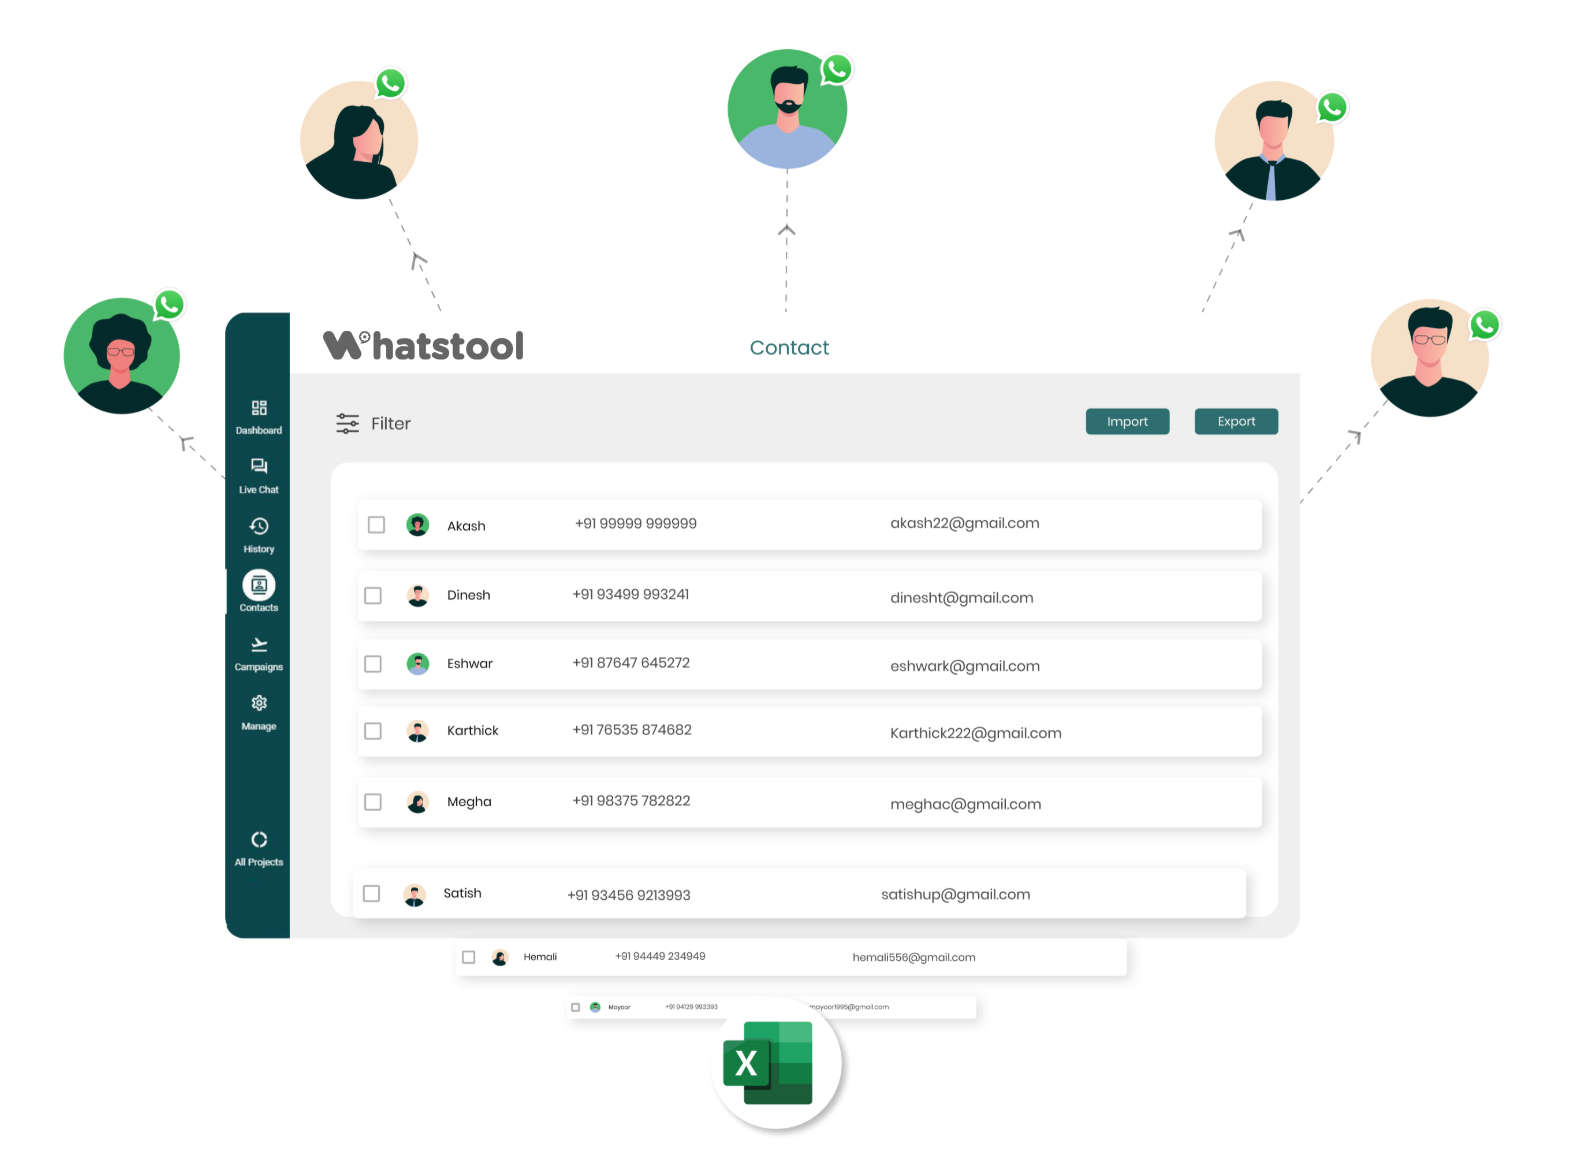 Whatstool
Contact
Dashboard
Live Chat
History
Contacts
Campaigns
Manage
All Projects
Filter
Import
Export
Akash +91 99999 999999 akash22@gmail.com
Dinesh +91 93499 993241 dinesht@gmail.com
Eshwar +91 87647 645272 eshwark@gmail.com
Karthick +91 76535 874682 Karthick222@gmail.com
Megha +91 98375 782822 meghac@gmail.com
Satish +91 93456 9213993 satishup@gmail.com
Hemali +91 94449 234949 hemali556@gmail.com
Mayoor +91 94129 993393 mayoor1995@gmail.com
X